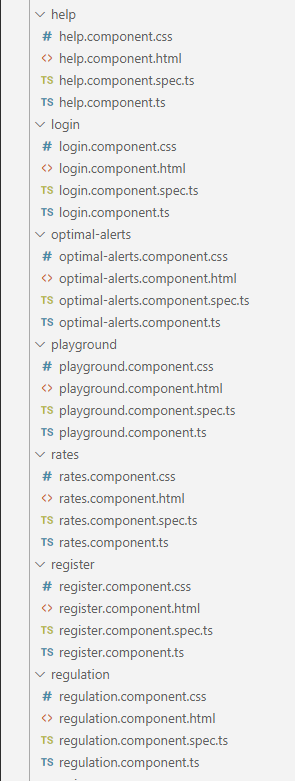 help
# help.component.css
<> help.component.html
TS help.component.spec.ts
TS help.component.ts
login
# login.component.css
<> login.component.html
TS login.component.spec.ts
TS login.component.ts
optimal-alerts
# optimal-alerts.component.css
<> optimal-alerts.component.html
TS optimal-alerts.component.spec.ts
TS optimal-alerts.component.ts
playground
# playground.component.css
<> playground.component.html
TS playground.component.spec.ts
TS playground.component.ts
rates
# rates.component.css
<> rates.component.html
TS rates.component.spec.ts
TS rates.component.ts
register
# register.component.css
<> register.component.html
TS register.component.spec.ts
TS register.component.ts
regulation
# regulation.component.css
<> regulation.component.html
TS regulation.component.spec.ts
TS regulation.component.ts